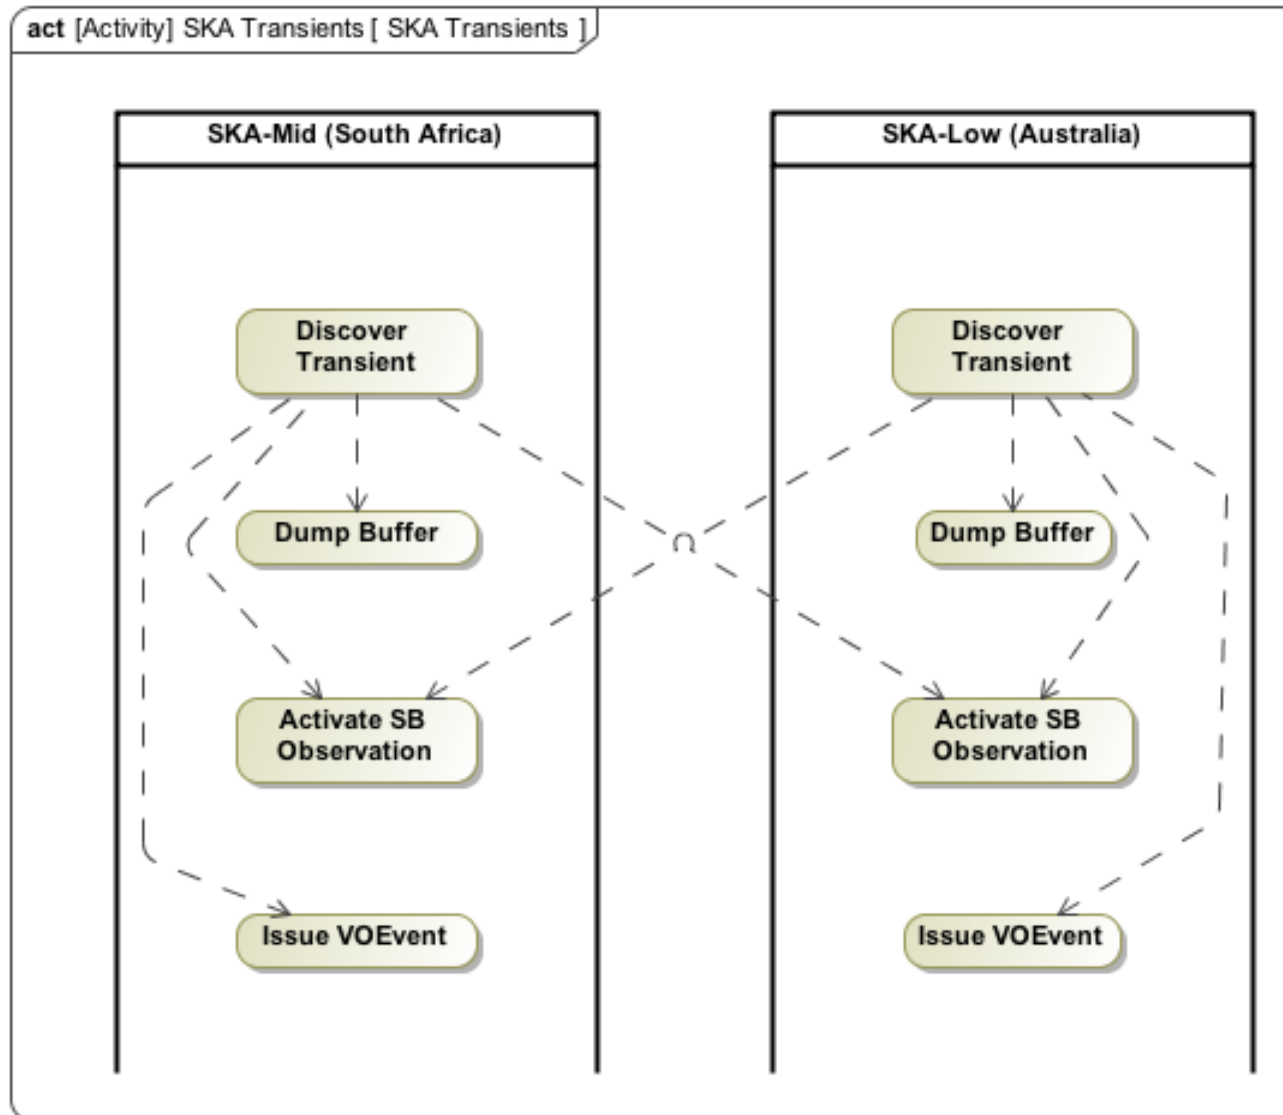 act [Activity] SKA Transients [ SKA Transients ]
SKA-Mid (South Africa)
SKA-Low (Australia)
Discover
Transient
Discover
Transient
Dump Buffer
Dump Buffer
Activate SB
Observation
Activate SB
Observation
Issue VOEvent
Issue VOEvent